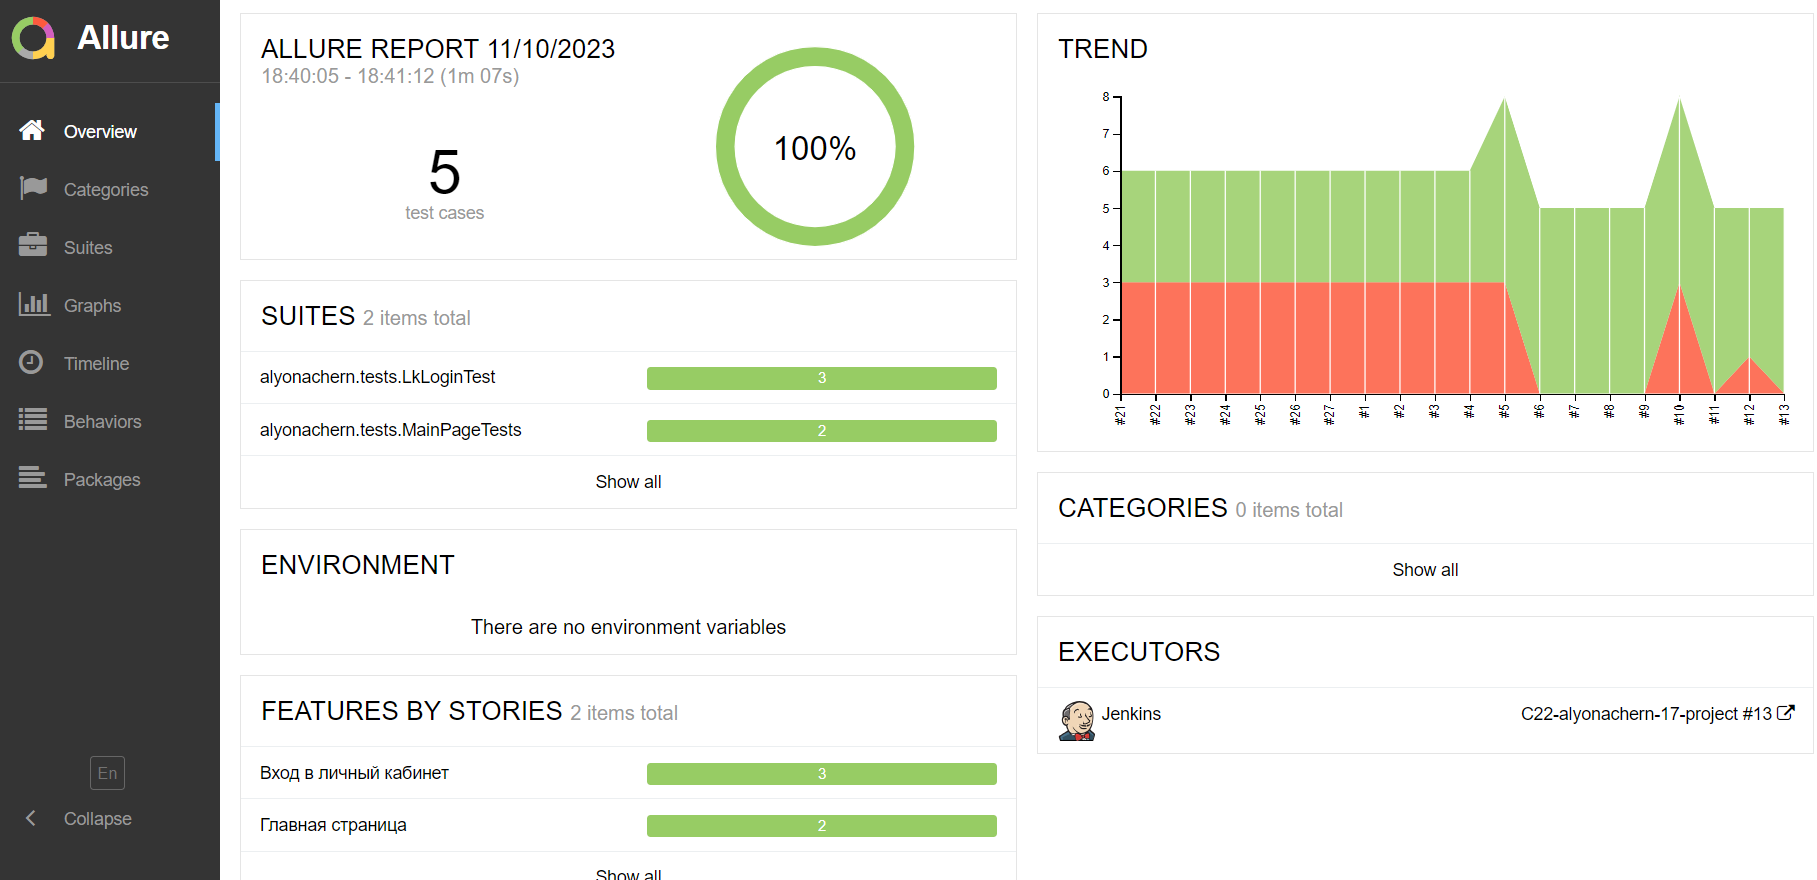 Allure
Overview
Categories
Suites
Graphs
Timeline
Behaviors
Packages
En
Collapse
ALLURE REPORT 11/10/2023
18:40:05 - 18:41:12 (1m 07s)
5
test cases
100%
SUITES 2 items total
alyonachern.tests.LkLoginTest 3
alyonachern.tests.MainPageTests 2
Show all
ENVIRONMENT
There are no environment variables
FEATURES BY STORIES 2 items total
Вход в личный кабинет 3
Главная страница 2
Show all
TREND
8
7
6
5
4
3
2
1
0
#21 #22 #23 #24 #25 #26 #27 #1 #2 #3 #4 #5 #6 #7 #8 #9 #10 #11 #12 #13
CATEGORIES 0 items total
Show all
EXECUTORS
Jenkins C22-alyonachern-17-project #13